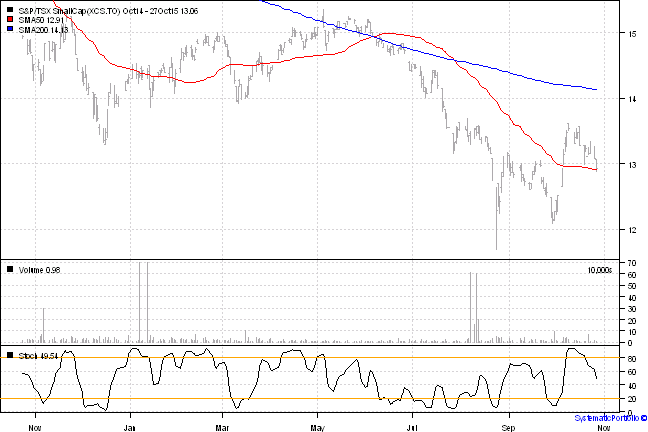 S&P/TSX SmallCap(XCS.TO) Oct14 - 27Oct15 13.06
SMA50 12.91
SMA200 14.13
15
14
13
12
Volume 0.98
10,000s
70
60
50
40
30
20
10
0
Stoch 49.54
80
60
40
20
0
Nov Jan Mar May Jul Sep Nov
SystematicPortfolio ©